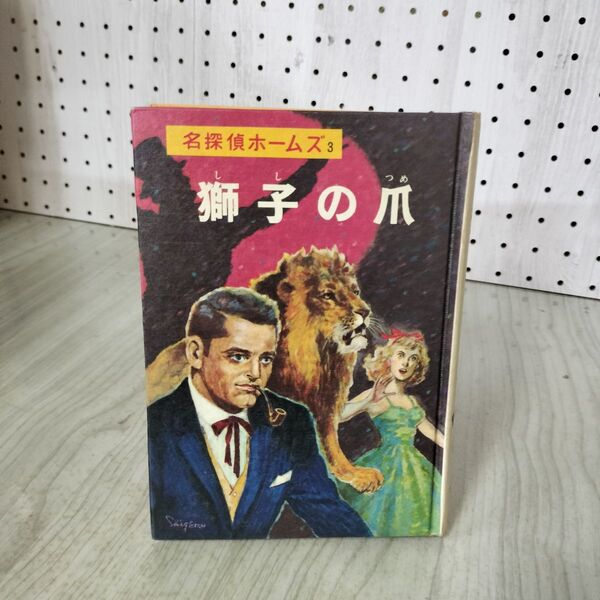 名探偵ホームズ3
獅子の爪
しし
つめ